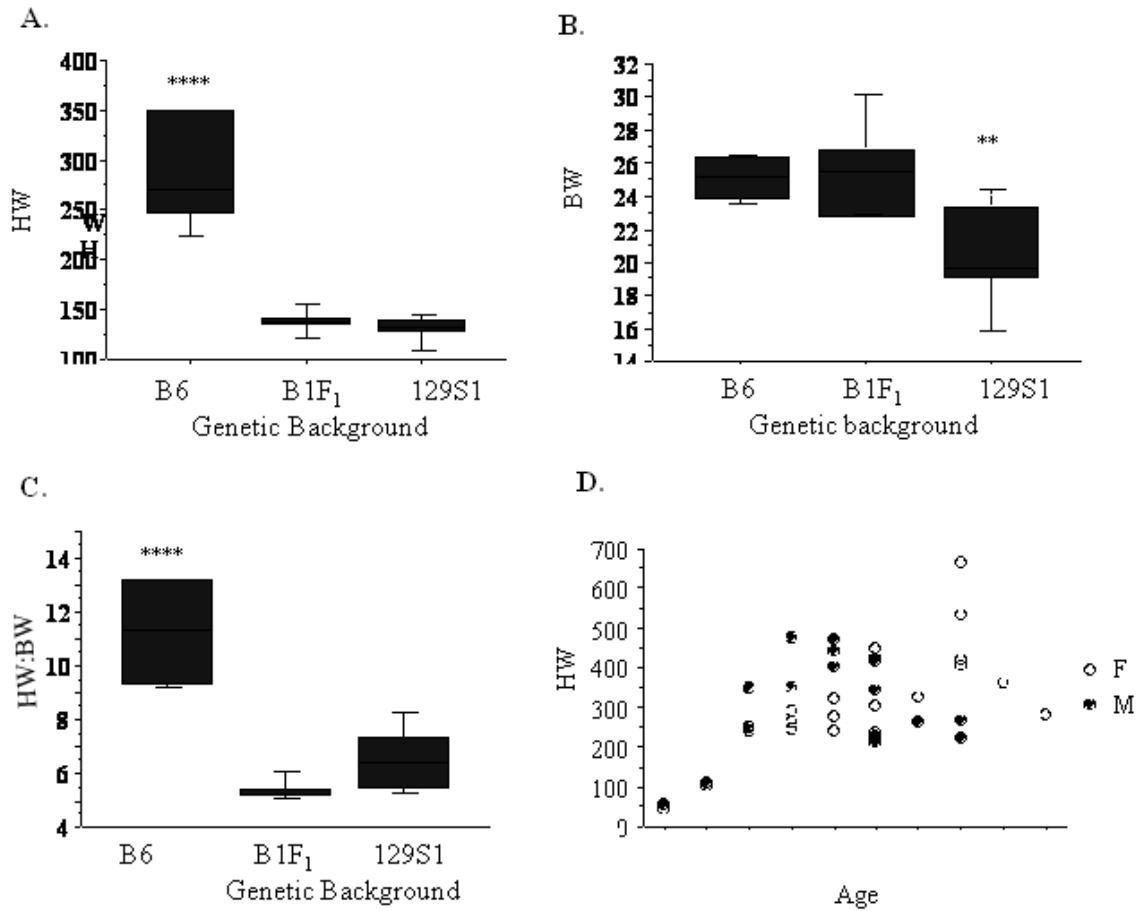 A.
400
****
350
300
HW
250
W
H
200
150
100
B6 B1F1 129S1
Genetic Background
B.
32
30
28
**
26
BW
24
22
20
18
16
14
B6 B1F1 129S1
Genetic background
C.
14
****
12
HW:BW
10
8
6
4
B6 B1F1 129S1
Genetic Background
D.
700
600
500
HW
400
F
300
M
200
100
0
Age